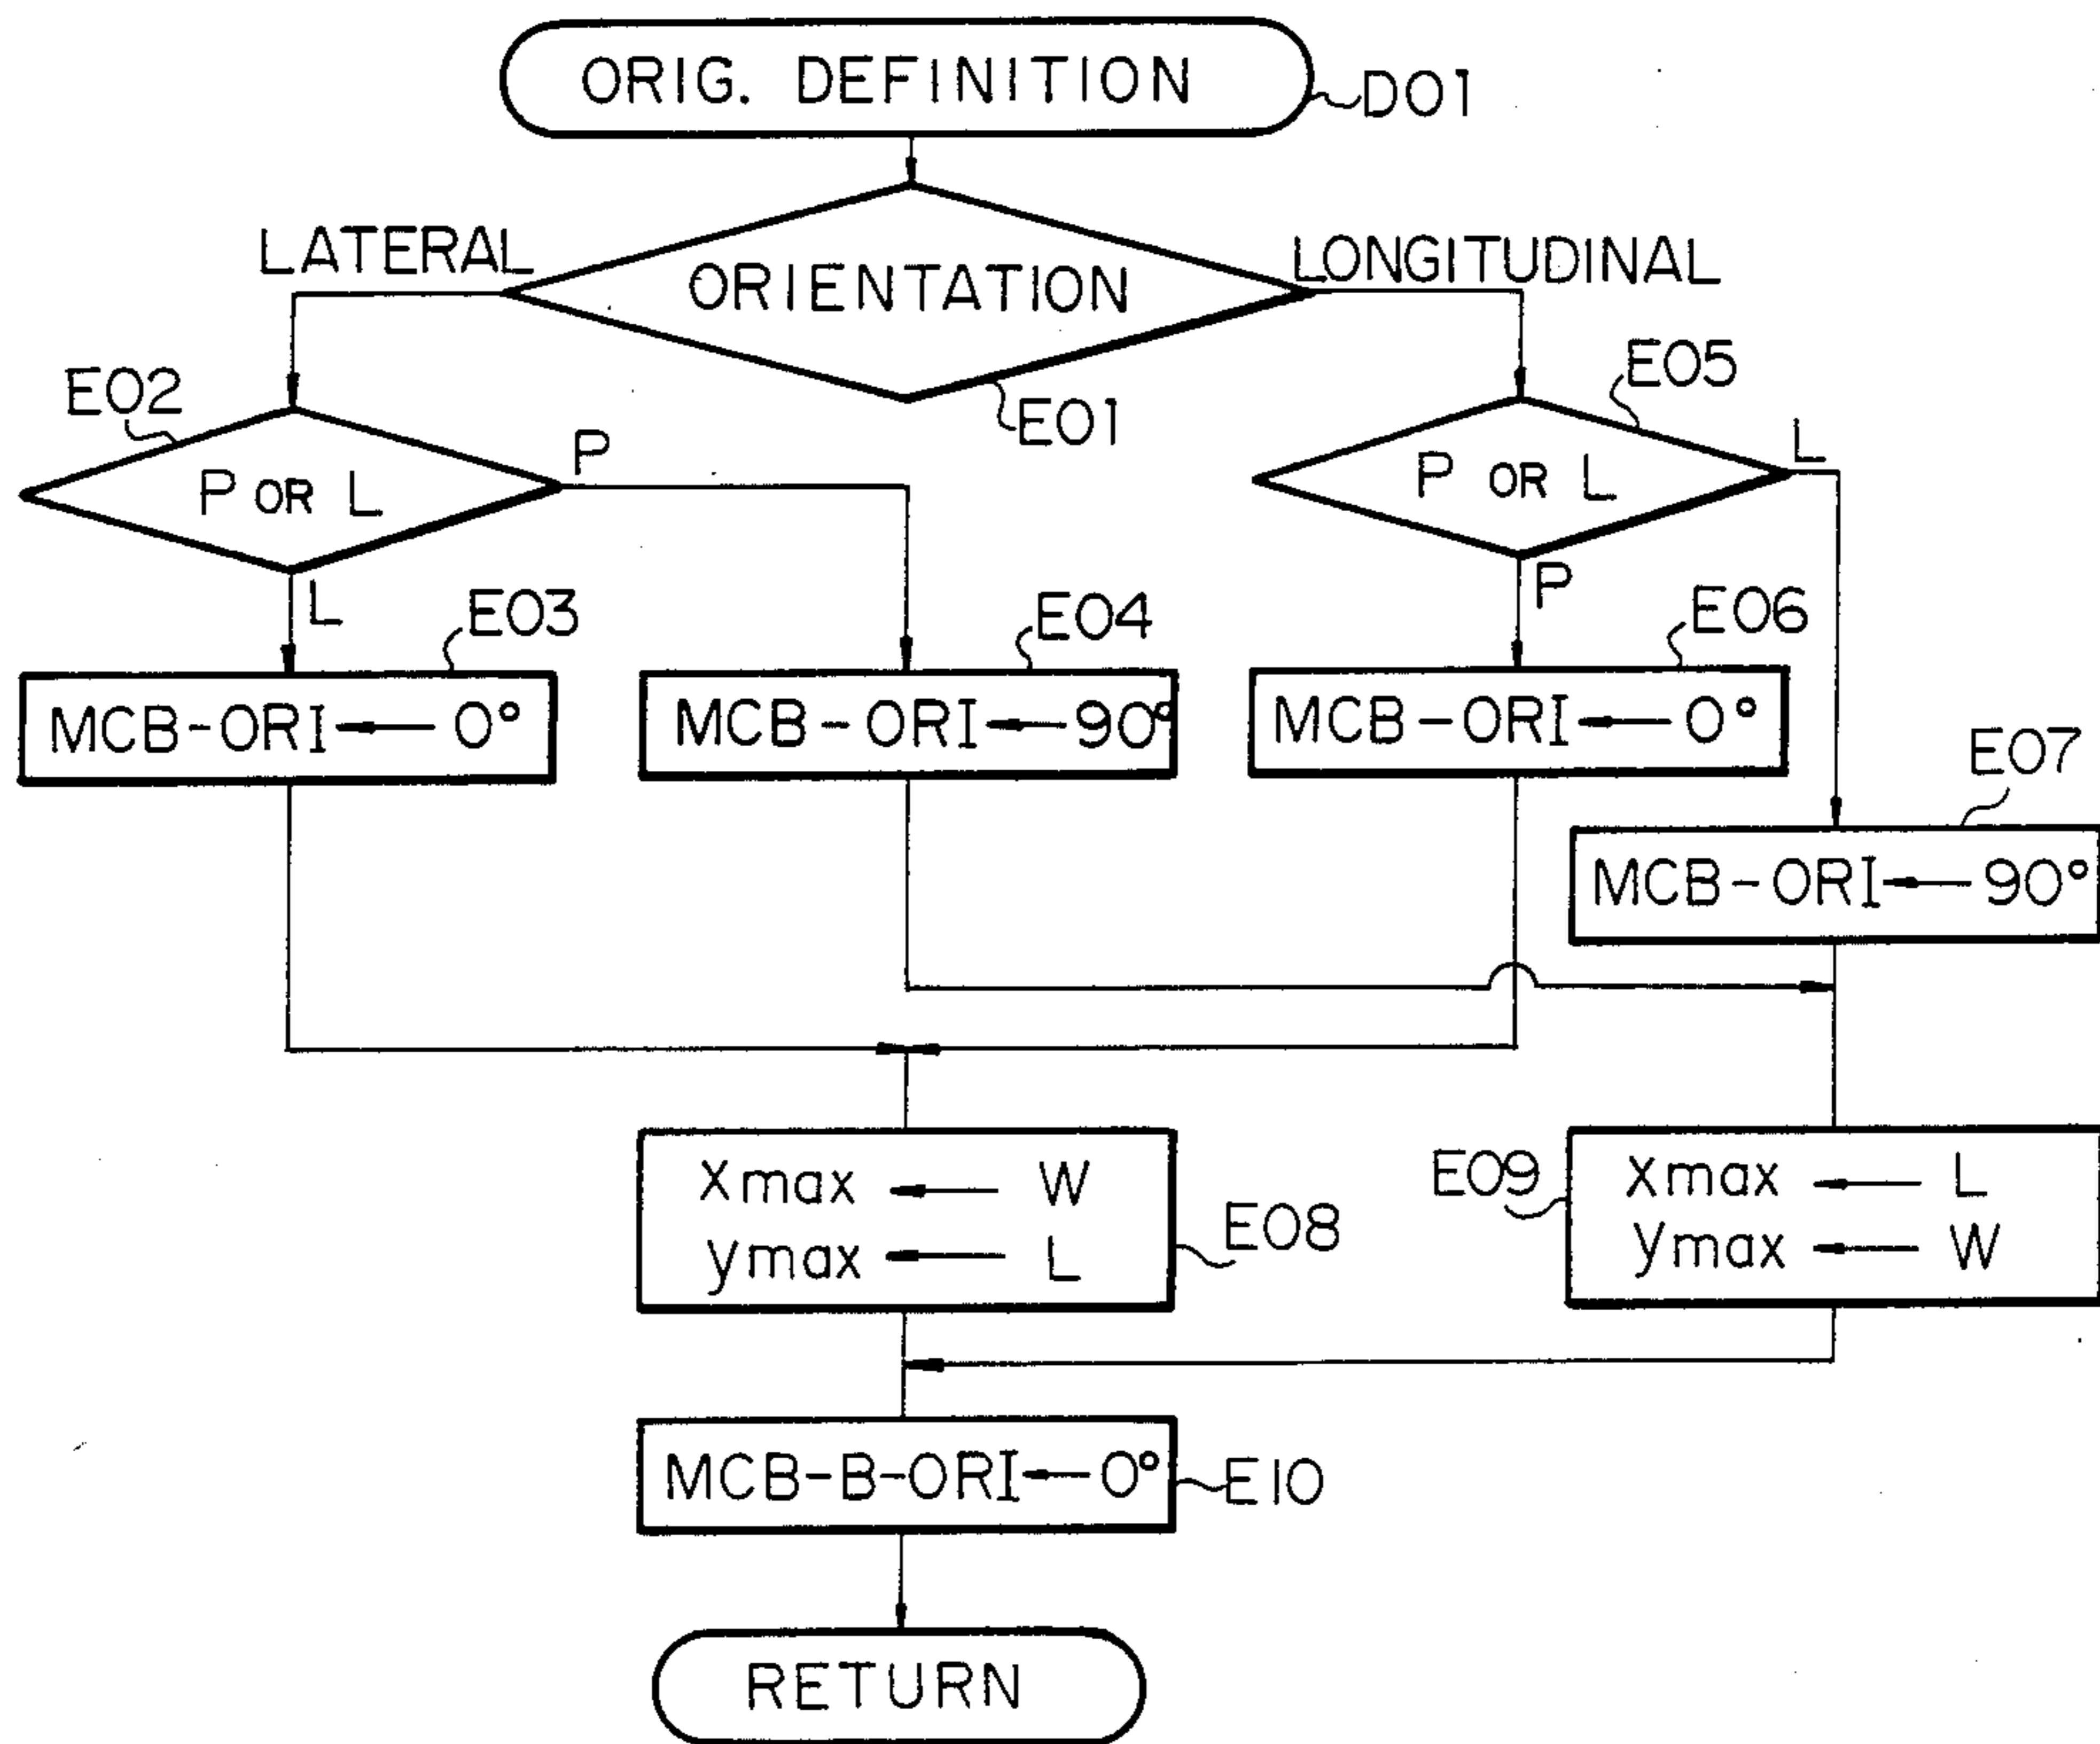 ORIG. DEFINITION
D01
LATERAL
ORIENTATION
LONGITUDINAL
E01
E02
P OR L
P
L
E05
P OR L
L
P
E03
MCB-ORI ← 0°
E04
MCB-ORI ← 90°
E06
MCB-ORI ← 0°
E07
MCB-ORI ← 90°
Xmax ← W
ymax ← L
E08
E09
Xmax ← L
ymax ← W
MCB-B-ORI ← 0°
E10
RETURN